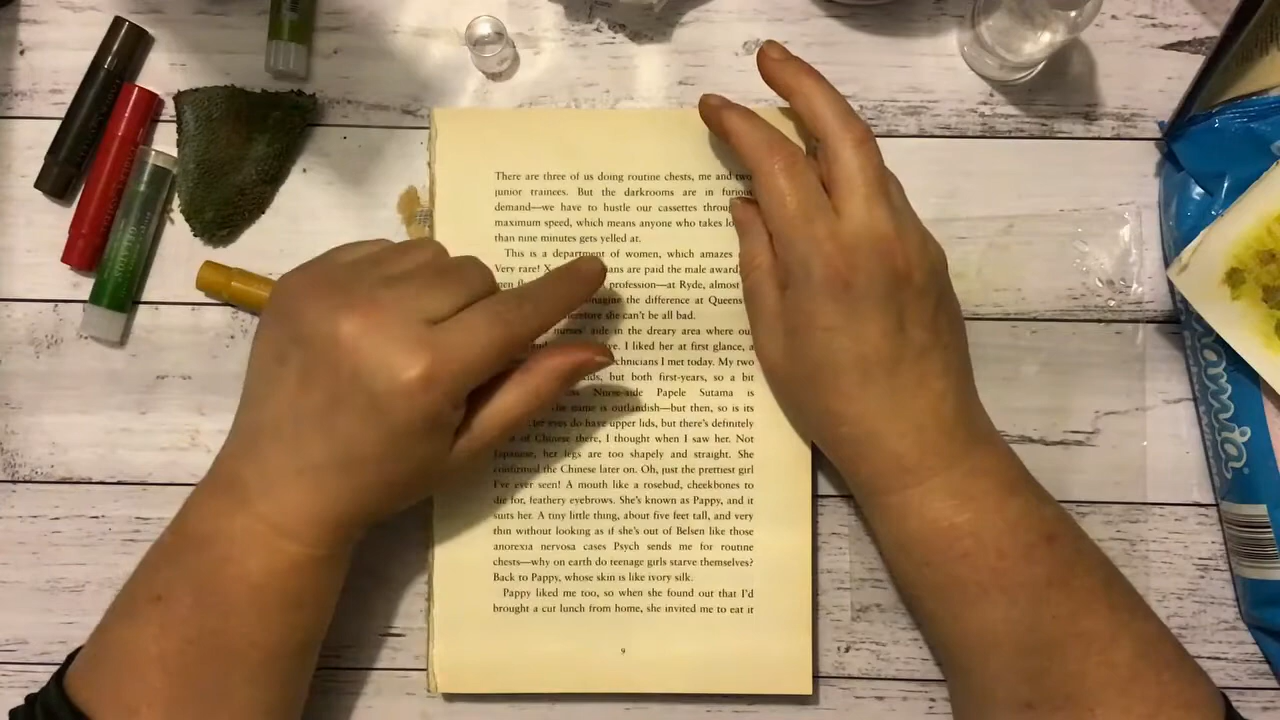 There are three of us doing routine chests, me and two
junior trainees. But the darkrooms are in furious
demand—we have to hustle our cassettes
maximum speed, which means anyone who takes
than nine minutes gets yelled at.
This is a department of women, which amazes
Very rare! are paid the male award,
profession—at Ryde, almost
imagine the difference at Queens
therefore she can't be all bad.
nurses' aide in the dreary area where our
I liked her at first glance, a
technicians I met today. My two
kids, but both first-years, so a bit
Nurse-aide Papele Sutama is
the name is outlandish—but then, so is its
eyes do have upper lids, but there's definitely
of Chinese there, I thought when I saw her. Not
Japanese, her legs are too shapely and straight. She
confirmed the Chinese later on. Oh, just the prettiest girl
I've ever seen! A mouth like a rosebud, cheekbones to
die for, feathery eyebrows. She's known as Pappy, and it
suits her. A tiny little thing, about five feet tall, and very
thin without looking as if she's out of Belsen like those
anorexia nervosa cases Psych sends me for routine
chests—why on earth do teenage girls starve themselves?
Back to Pappy, whose skin is like ivory silk.
Pappy liked me too, so when she found out that I'd
brought a cut lunch from home, she invited me to eat it
9